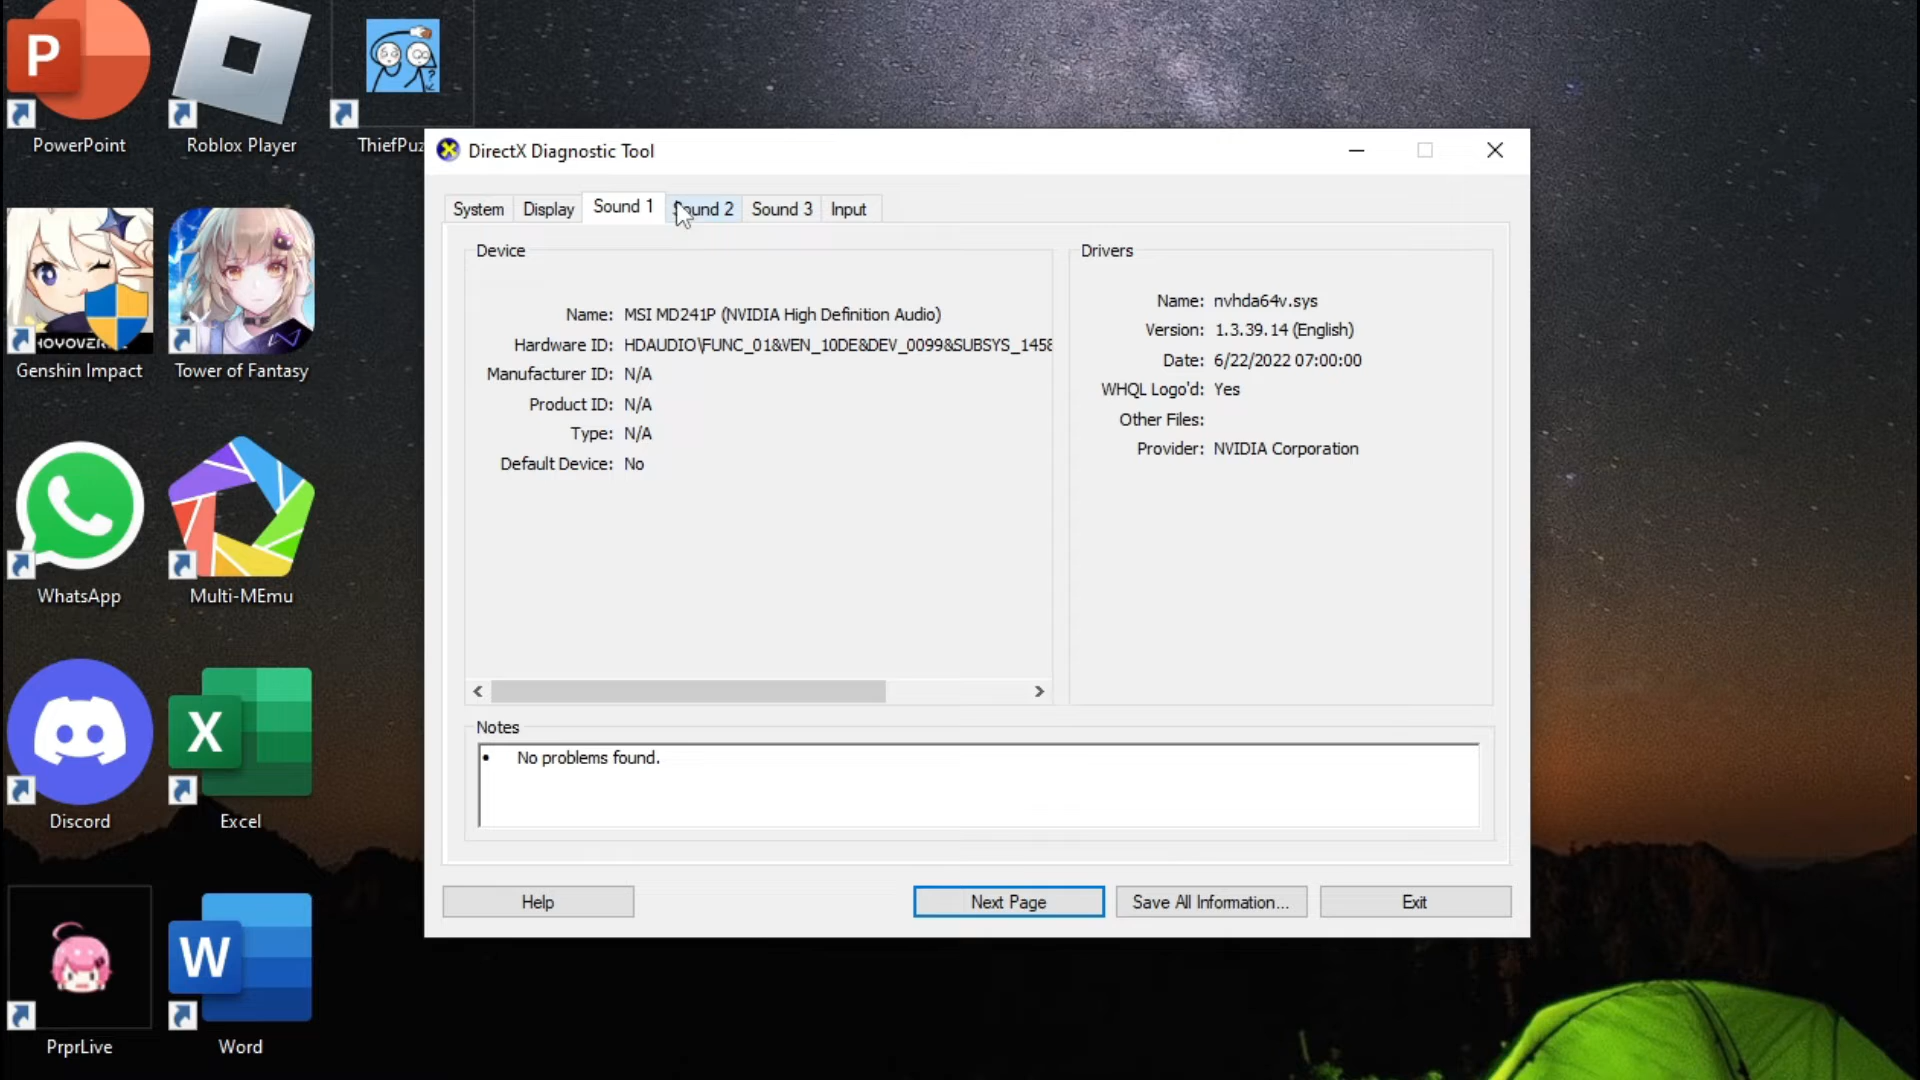 P
PowerPoint
Roblox Player
ThiefPuz
HOYOVER
Genshin Impact
Tower of Fantasy
WhatsApp
Multi-MEmu
Discord
X
Excel
PrprLive
W
Word
DirectX Diagnostic Tool
System
Display
Sound 1
Sound 2
Sound 3
Input
Device
Name: MSI MD241P (NVIDIA High Definition Audio)
Hardware ID: HDAUDIO\FUNC_01&VEN_10DE&DEV_0099&SUBSYS_1458
Manufacturer ID: N/A
Product ID: N/A
Type: N/A
Default Device: No
Drivers
Name: nvhda64v.sys
Version: 1.3.39.14 (English)
Date: 6/22/2022 07:00:00
WHQL Logo'd: Yes
Other Files:
Provider: NVIDIA Corporation
Notes
• No problems found.
Help
Next Page
Save All Information...
Exit